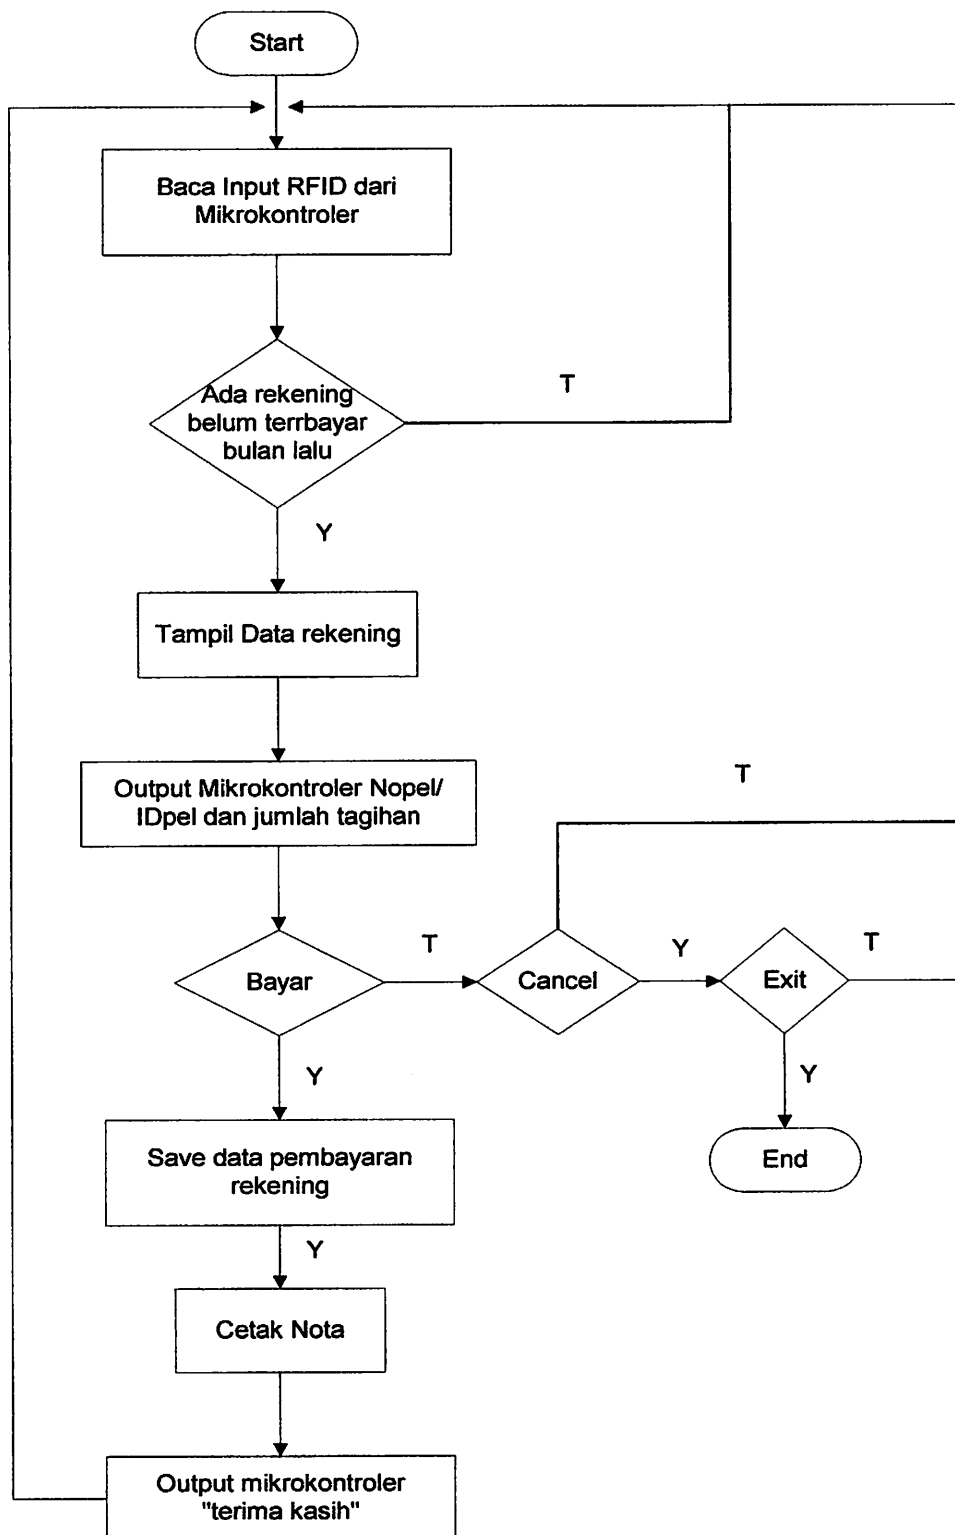 Start
Baca Input RFID dari
Mikrokontroler
Ada rekening
belum terrbayar
bulan lalu
T
Y
Tampil Data rekening
Output Mikrokontroler Nopel/
IDpel dan jumlah tagihan
T
Bayar
T
Cancel
Y
Exit
T
Y
Y
Save data pembayaran
rekening
End
Y
Cetak Nota
Output mikrokontroler
"terima kasih"